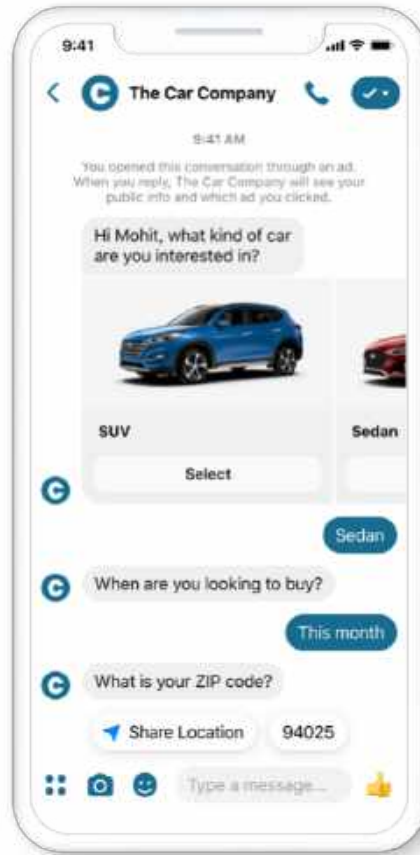 9:41
The Car Company
9:41 AM
You opened this conversation through an ad.
When you reply, The Car Company will see your
public info and which ad you clicked.
Hi Mohit, what kind of car
are you interested in?
SUV
Sedan
Select
Sedan
When are you looking to buy?
This month
What is your ZIP code?
Share Location
94025
Type a message...